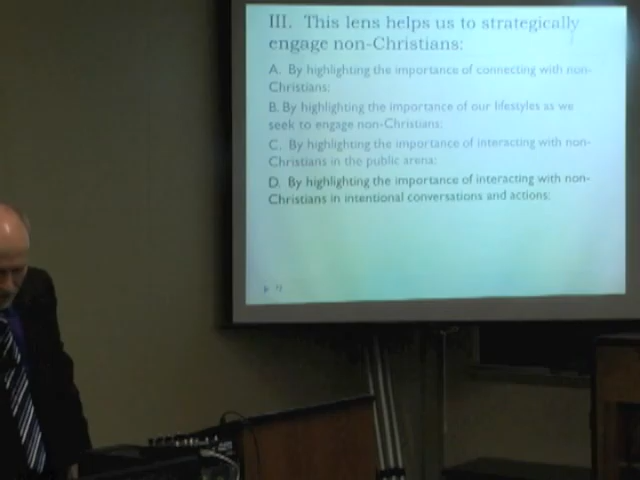 III. This lens helps us to strategically
engage non-Christians:
A. By highlighting the importance of connecting with non-
Christians;
B. By highlighting the importance of our lifestyles as we
seek to engage non-Christians;
C. By highlighting the importance of interacting with non-
Christians in the public arena;
D. By highlighting the importance of interacting with non-
Christians in intentional conversations and actions;